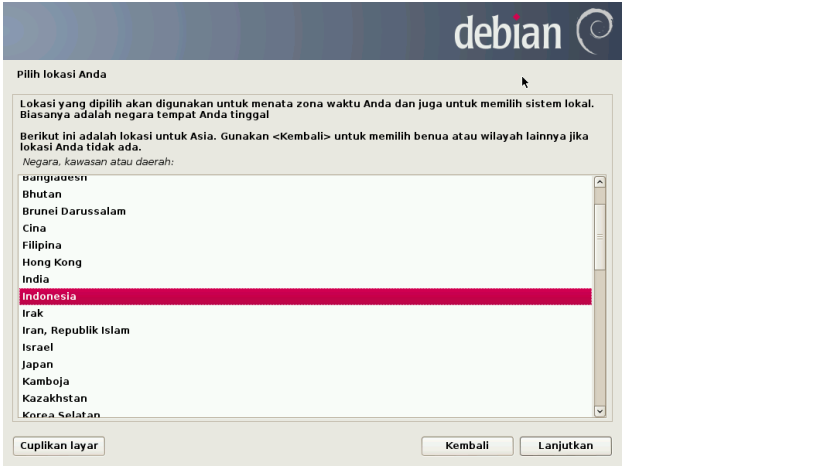 debian
Pilih lokasi Anda
Lokasi yang dipilih akan digunakan untuk menata zona waktu Anda dan juga untuk memilih sistem lokal.
Biasanya adalah negara tempat Anda tinggal
Berikut ini adalah lokasi untuk Asia. Gunakan <Kembali> untuk memilih benua atau wilayah lainnya jika
lokasi Anda tidak ada.
Negara, kawasan atau daerah:
Bangladesh
Bhutan
Brunei Darussalam
Cina
Filipina
Hong Kong
India
Indonesia
Irak
Iran, Republik Islam
Israel
Japan
Kamboja
Kazakhstan
Korea Selatan
Cuplikan layar
Kembali
Lanjutkan